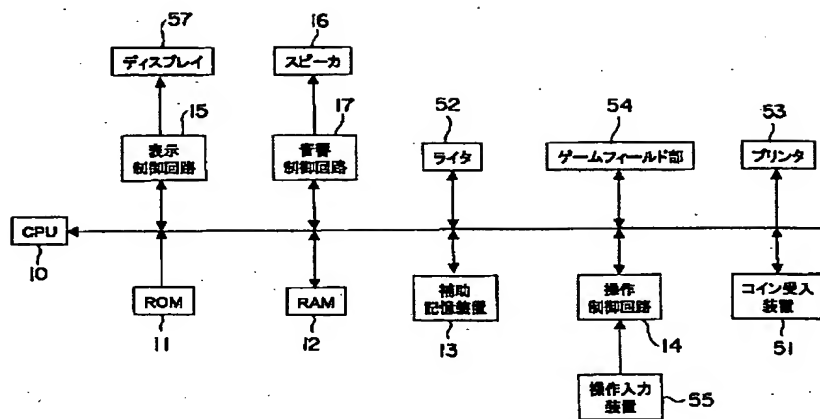 57
16
ディスプレイ
スピーカ
15
17
52
54
53
表示
制御回路
音響
制御回路
ライタ
ゲームフィールド部
プリンタ
CPU
10
ROM
RAM
補助
記憶装置
操作
制御回路
コイン受入
装置
11
12
13
14
51
操作入力
装置
55